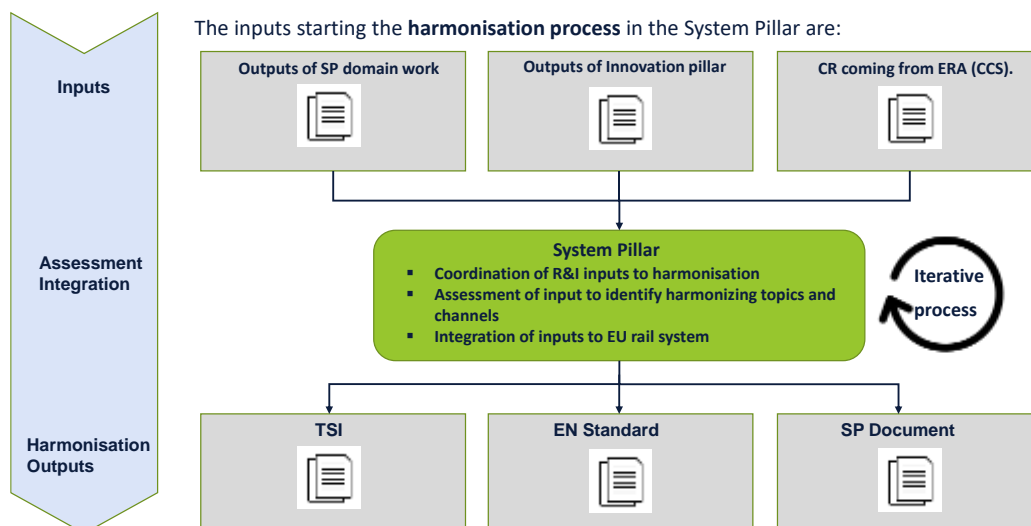 The inputs starting the harmonisation process in the System Pillar are:
Inputs
Outputs of SP domain work
Outputs of Innovation pillar
CR coming from ERA (CCS).
Assessment
Integration
System Pillar
▪ Coordination of R&I inputs to harmonisation
▪ Assessment of input to identify harmonizing topics and
channels
▪ Integration of inputs to EU rail system
Iterative
process
Harmonisation
Outputs
TSI
EN Standard
SP Document